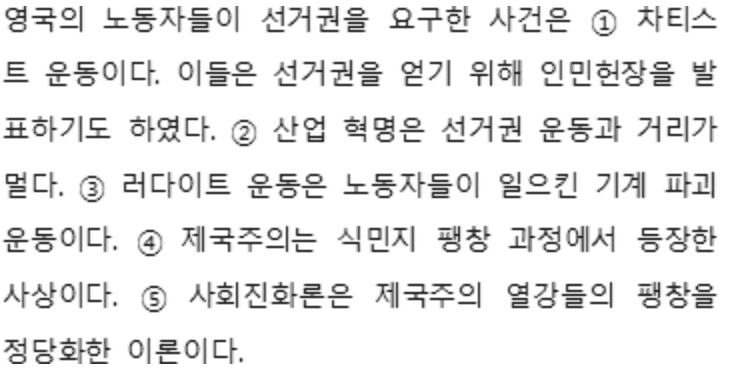 영국의 노동자들이 선거권을 요구한 사건은 ① 차티스
트 운동이다. 이들은 선거권을 얻기 위해 인민헌장을 발
표하기도 하였다. ② 산업 혁명은 선거권 운동과 거리가
멀다. ③ 러다이트 운동은 노동자들이 일으킨 기계 파괴
운동이다. ④ 제국주의는 식민지 팽창 과정에서 등장한
사상이다. ⑤ 사회진화론은 제국주의 열강들의 팽창을
정당화한 이론이다.